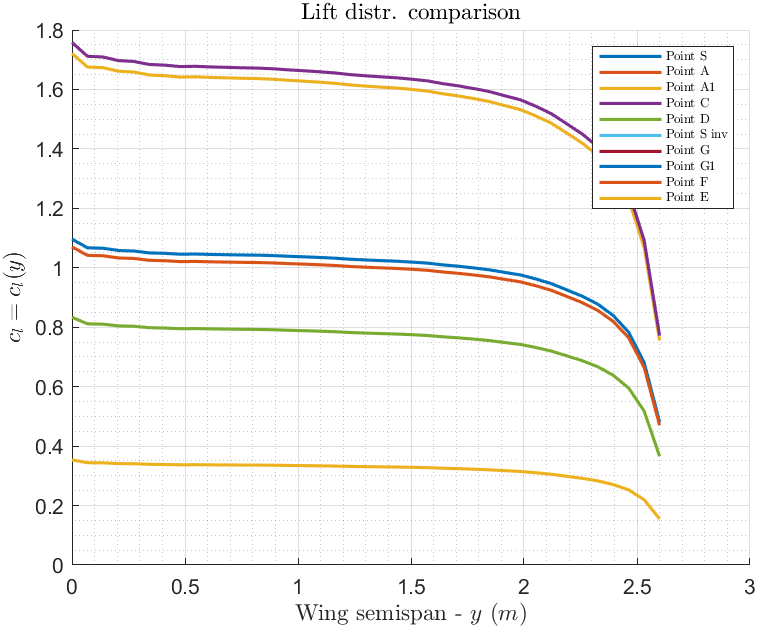 Lift distr. comparison
1.8
1.6
1.4
1.2
1
0.8
0.6
0.4
0.2
0
c_l = c_l(y)
Point S
Point A
Point A1
Point C
Point D
Point S inv
Point G
Point G1
Point F
Point E
0 0.5 1 1.5 2 2.5 3
Wing semispan - y (m)